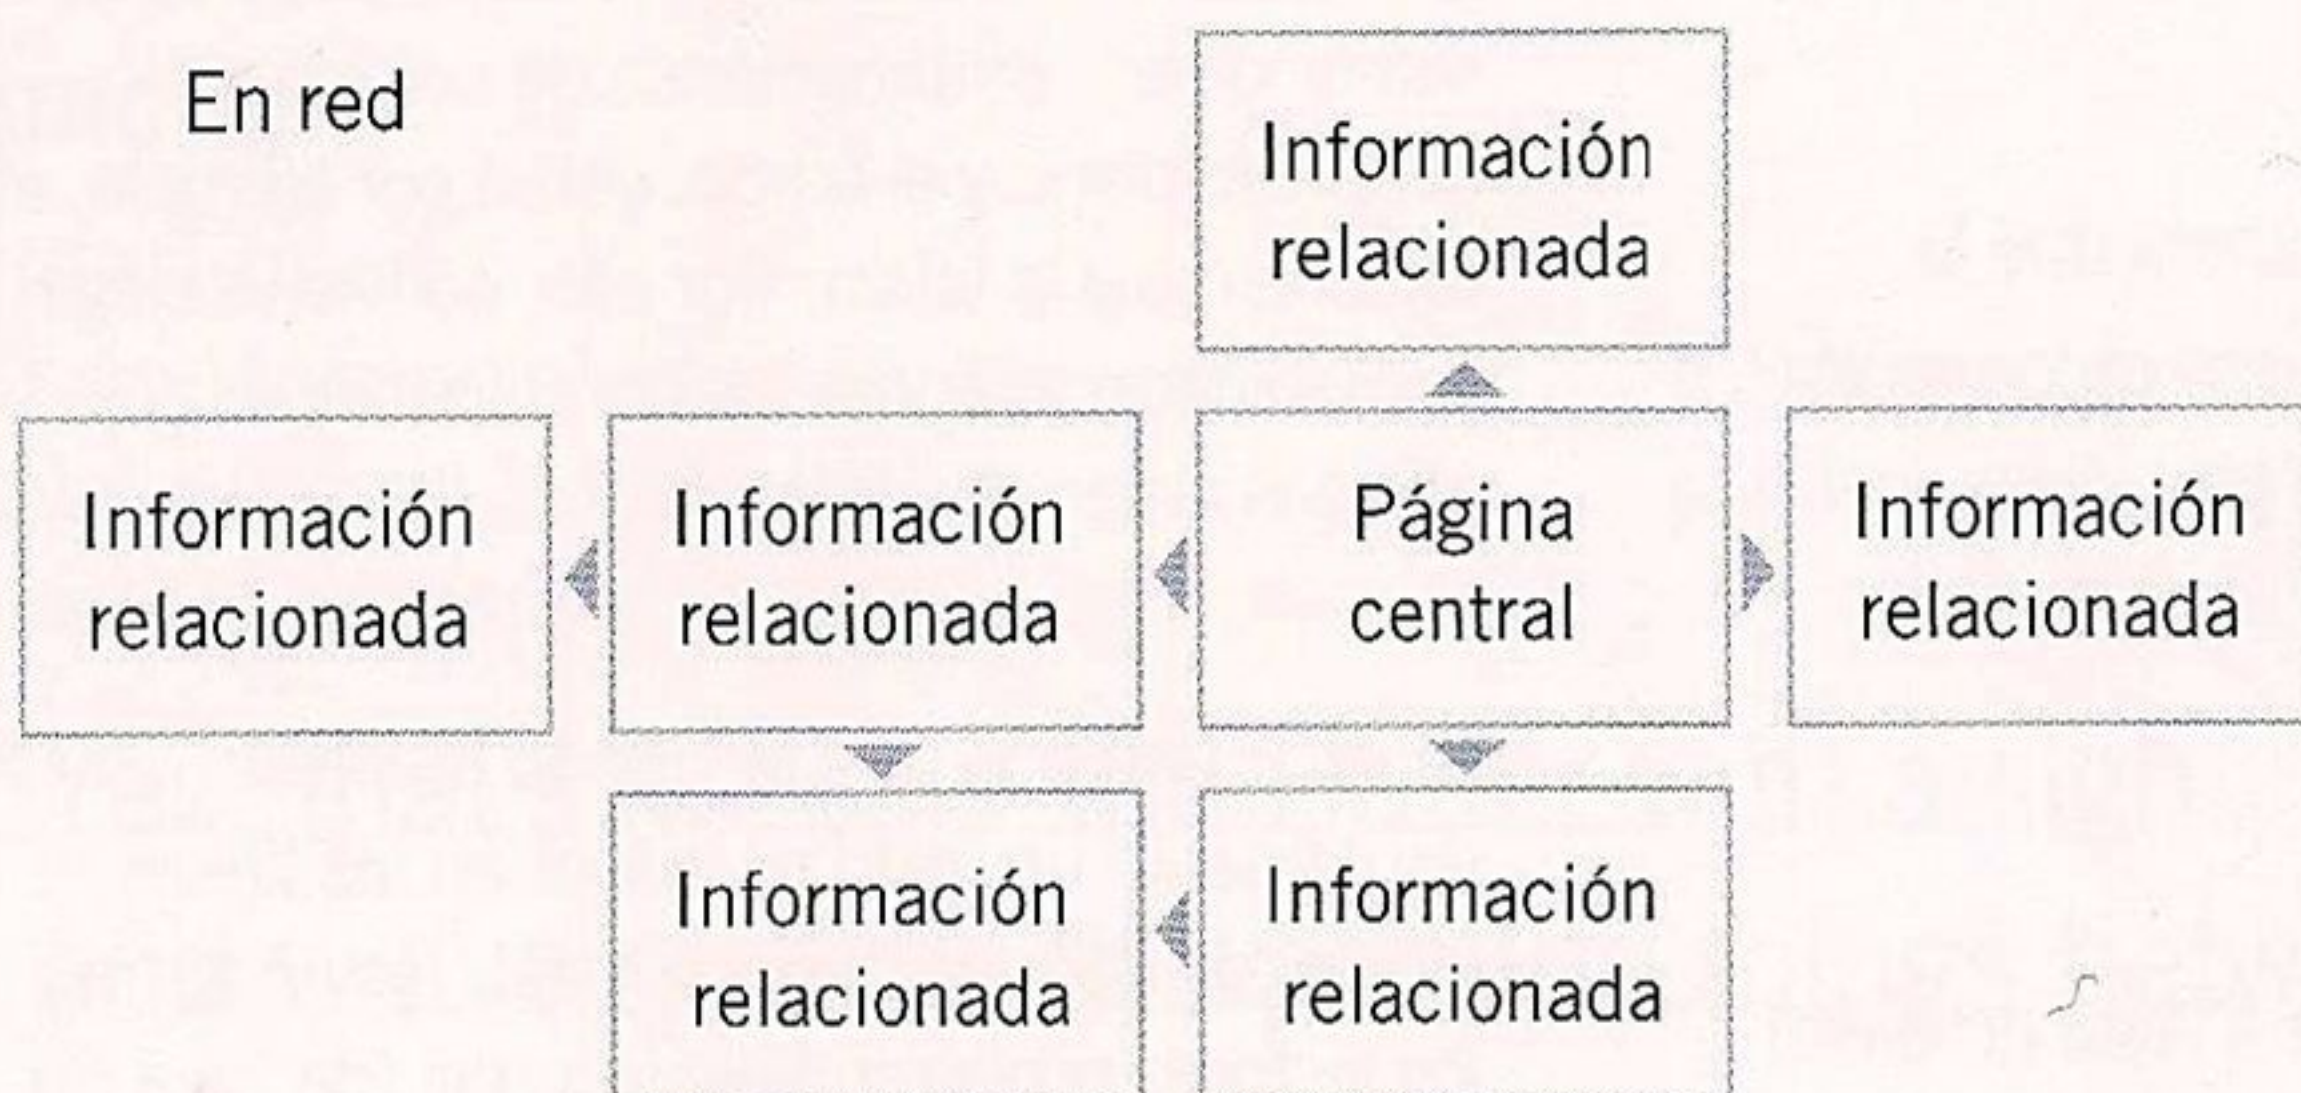 En red
Información
relacionada
Información
relacionada
Información
relacionada
Página
central
Información
relacionada
Información
relacionada
Información
relacionada